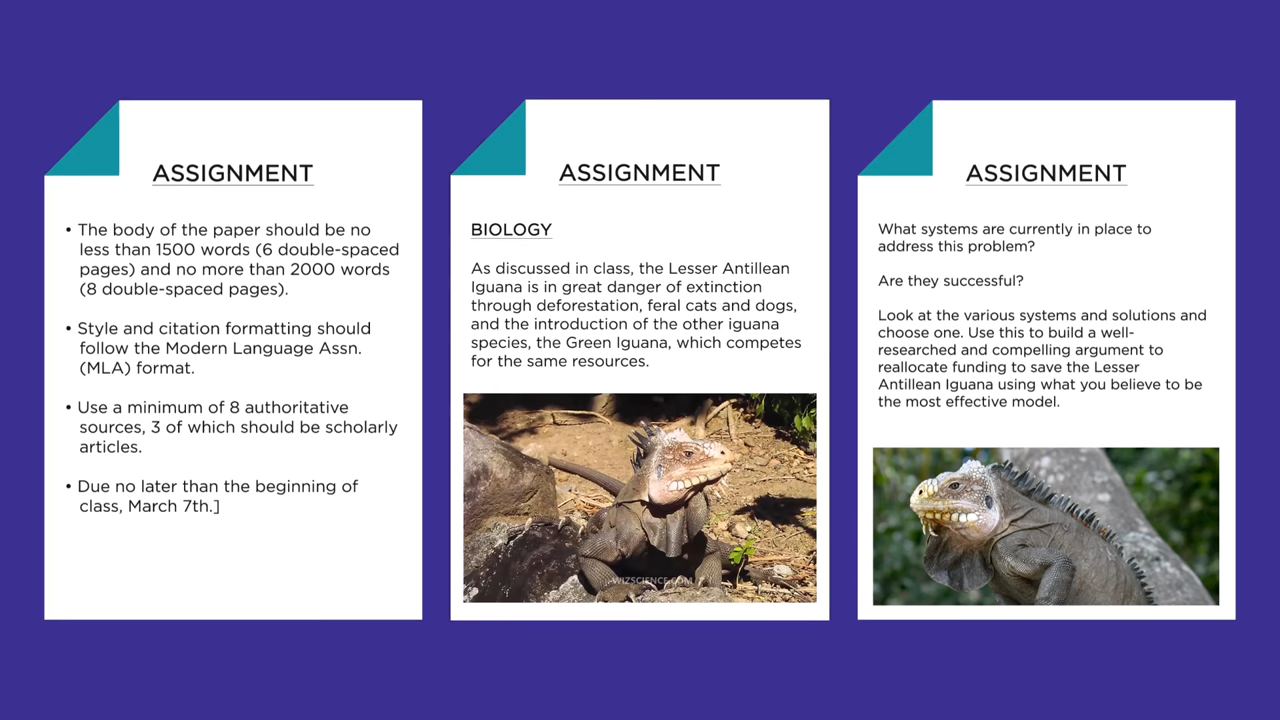 ASSIGNMENT
• The body of the paper should be no
less than 1500 words (6 double-spaced
pages) and no more than 2000 words
(8 double-spaced pages).
• Style and citation formatting should
follow the Modern Language Assn.
(MLA) format.
• Use a minimum of 8 authoritative
sources, 3 of which should be scholarly
articles.
• Due no later than the beginning of
class, March 7th.]
ASSIGNMENT
BIOLOGY
As discussed in class, the Lesser Antillean
Iguana is in great danger of extinction
through deforestation, feral cats and dogs,
and the introduction of the other iguana
species, the Green Iguana, which competes
for the same resources.
WIZSCIENCE.COM
ASSIGNMENT
What systems are currently in place to
address this problem?
Are they successful?
Look at the various systems and solutions and
choose one. Use this to build a well-
researched and compelling argument to
reallocate funding to save the Lesser
Antillean Iguana using what you believe to be
the most effective model.